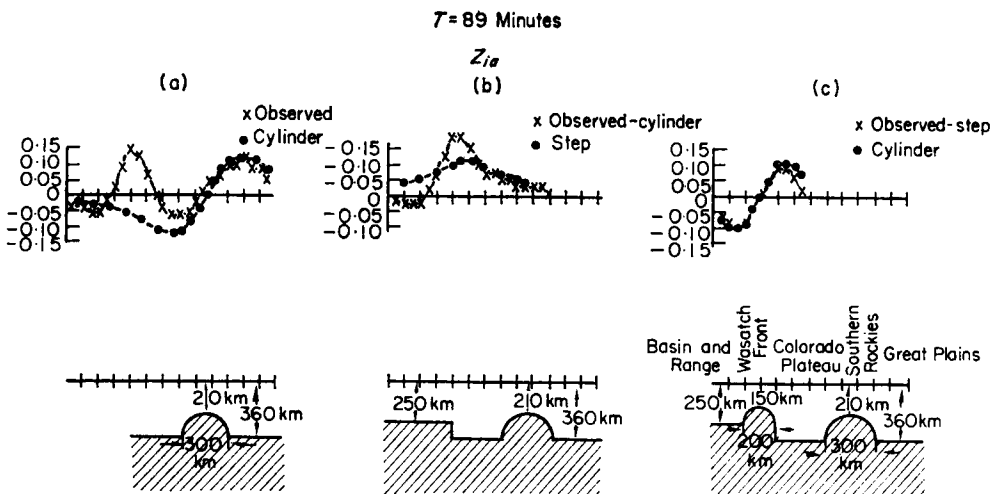 T = 89 Minutes
Zia
(a)
× Observed
● Cylinder
0.15
0.10
0.05
0
-0.05
-0.10
-0.15
(b)
× Observed-cylinder
● Step
-0.15
-0.10
-0.05
0
-0.05
-0.10
(c)
× Observed-step
● Cylinder
0.15
0.10
0.05
0
-0.05
-0.10
-0.15
210 km
360 km
300
km
250 km
210 km
360 km
Basin and
Range
Wasatch
Front
Colorado
Plateau
Southern
Rockies
Great Plains
250 km
150 km
210 km
360 km
200
km
300
km